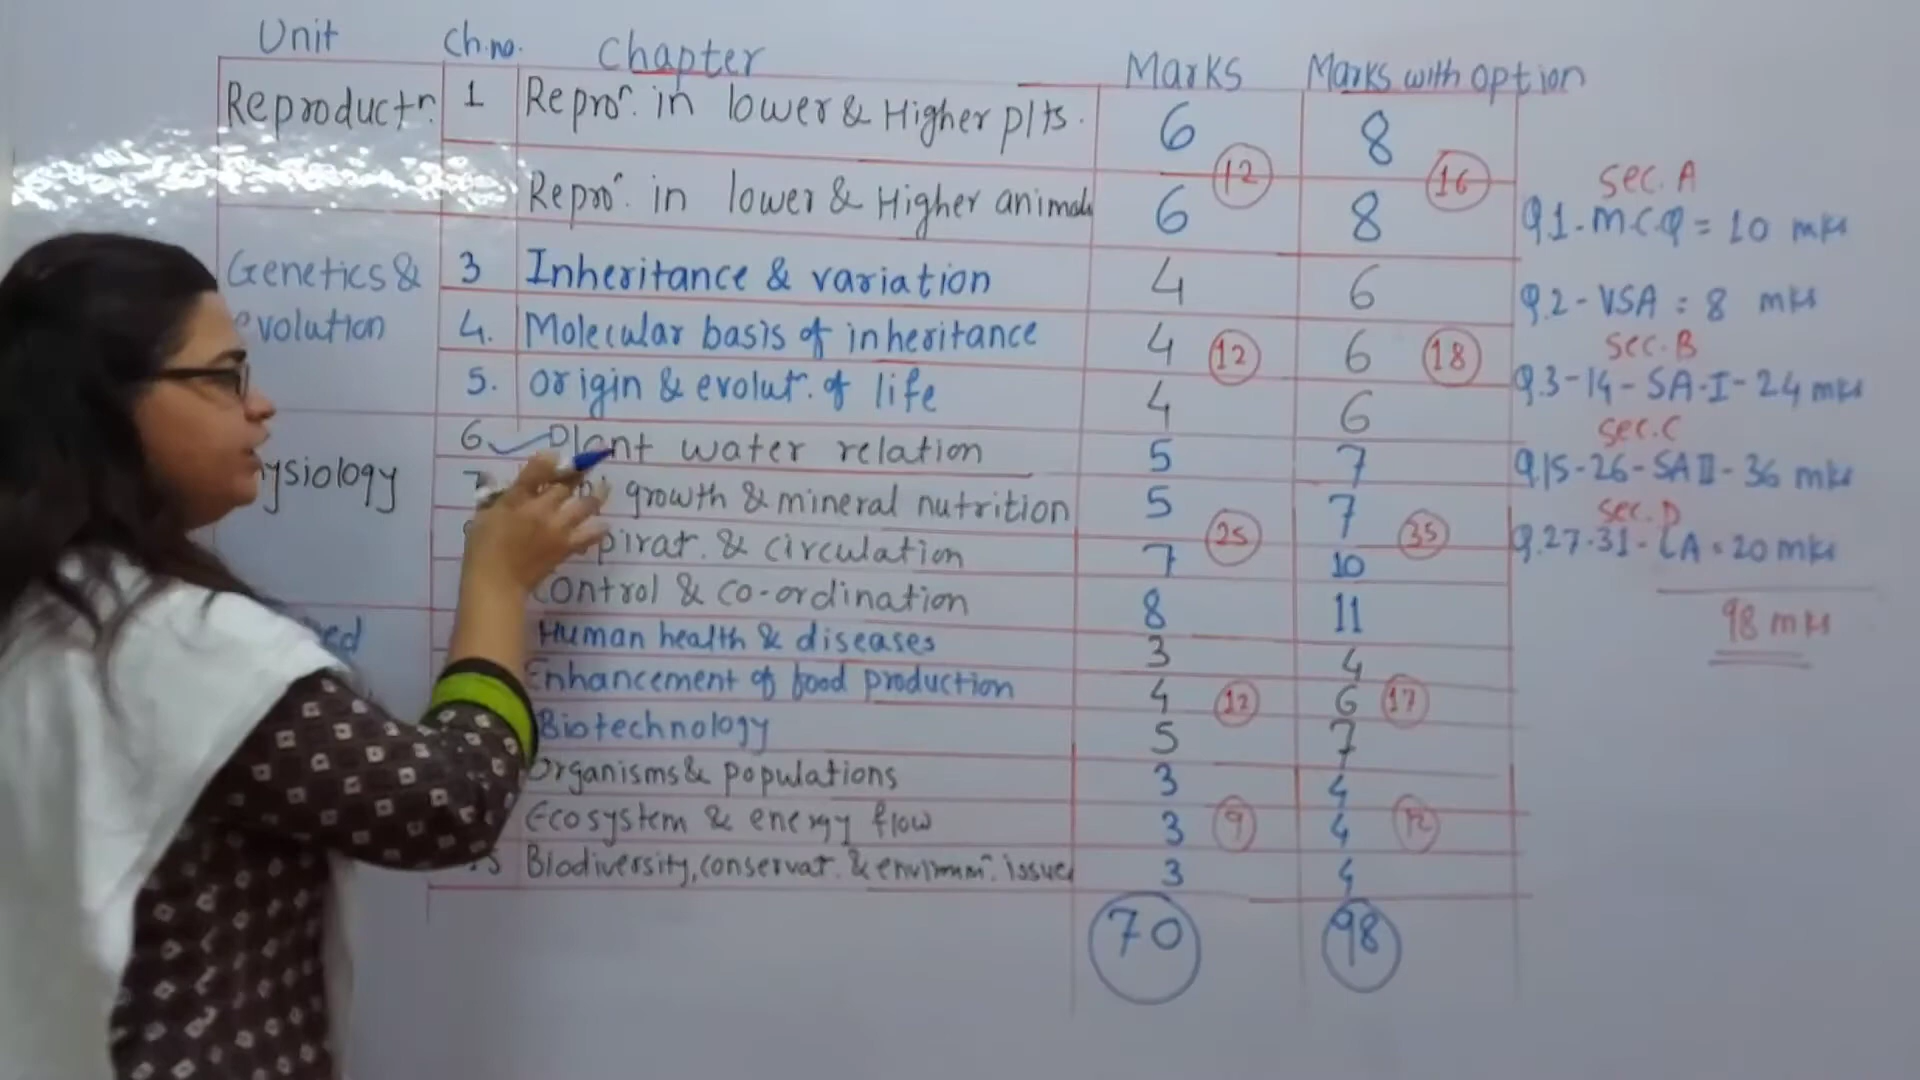 Unit Ch.no. Chapter Marks Marks with option
Reproductn. 1 Repron. in lower & Higher plts. 6 8
12 16
Repron. in lower & Higher animals 6 8
Genetics & 3 Inheritance & variation 4 6
evolution 4. Molecular basis of inheritance 4 12 6 18
5. origin & evolut. of life 4 6
6 Plant water relation 5 7
ysiology 7 growth & mineral nutrition 5 7
25 35
pirat. & circulation 7 10
control & co-ordination 8 11
Human health & diseases 3 4
Enhancement of food production 4 12 6 17
Biotechnology 5 7
Organisms & populations 3 4
Ecosystem & energy flow 3 9 4 12
Biodiversity, conservat. & environmn. issues 3 4
70 98
Sec. A
Q.1-M.C.Q = 10 mks
Q.2-VSA = 8 mks
Sec. B
Q.3-14-SA-I-24 mks
Sec. C
Q.15-26-SA II-36 mks
Sec. D
Q.27-31-LA=20 mks
98 mks